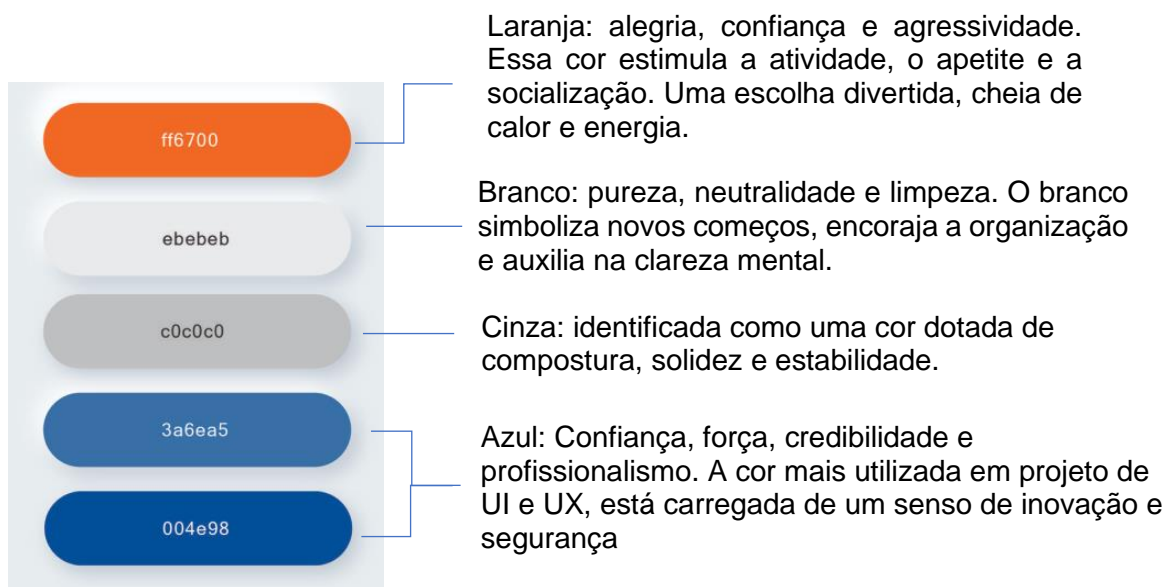 Laranja: alegria, confiança e agressividade.
Essa cor estimula a atividade, o apetite e a
socialização. Uma escolha divertida, cheia de
calor e energia.
ff6700
Branco: pureza, neutralidade e limpeza. O branco
simboliza novos começos, encoraja a organização
e auxilia na clareza mental.
ebebeb
Cinza: identificada como uma cor dotada de
compostura, solidez e estabilidade.
c0c0c0
Azul: Confiança, força, credibilidade e
profissionalismo. A cor mais utilizada em projeto de
UI e UX, está carregada de um senso de inovação e
segurança
3a6ea5
004e98